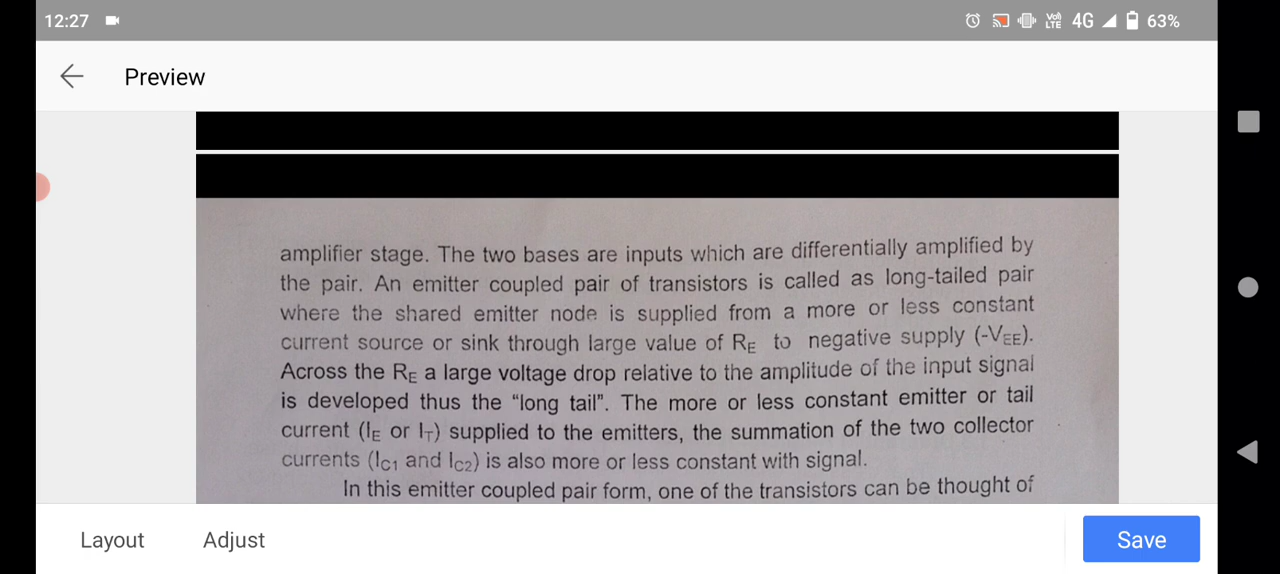 12:27
Vo) LTE 4G 63%
Preview
amplifier stage. The two bases are inputs which are differentially amplified by
the pair. An emitter coupled pair of transistors is called as long-tailed pair
where the shared emitter node is supplied from a more or less constant
current source or sink through large value of RE to negative supply (-VEE).
Across the RE a large voltage drop relative to the amplitude of the input signal
is developed thus the “long tail”. The more or less constant emitter or tail
current (IE or IT) supplied to the emitters, the summation of the two collector
currents (IC1 and IC2) is also more or less constant with signal.
In this emitter coupled pair form, one of the transistors can be thought of
Layout Adjust Save